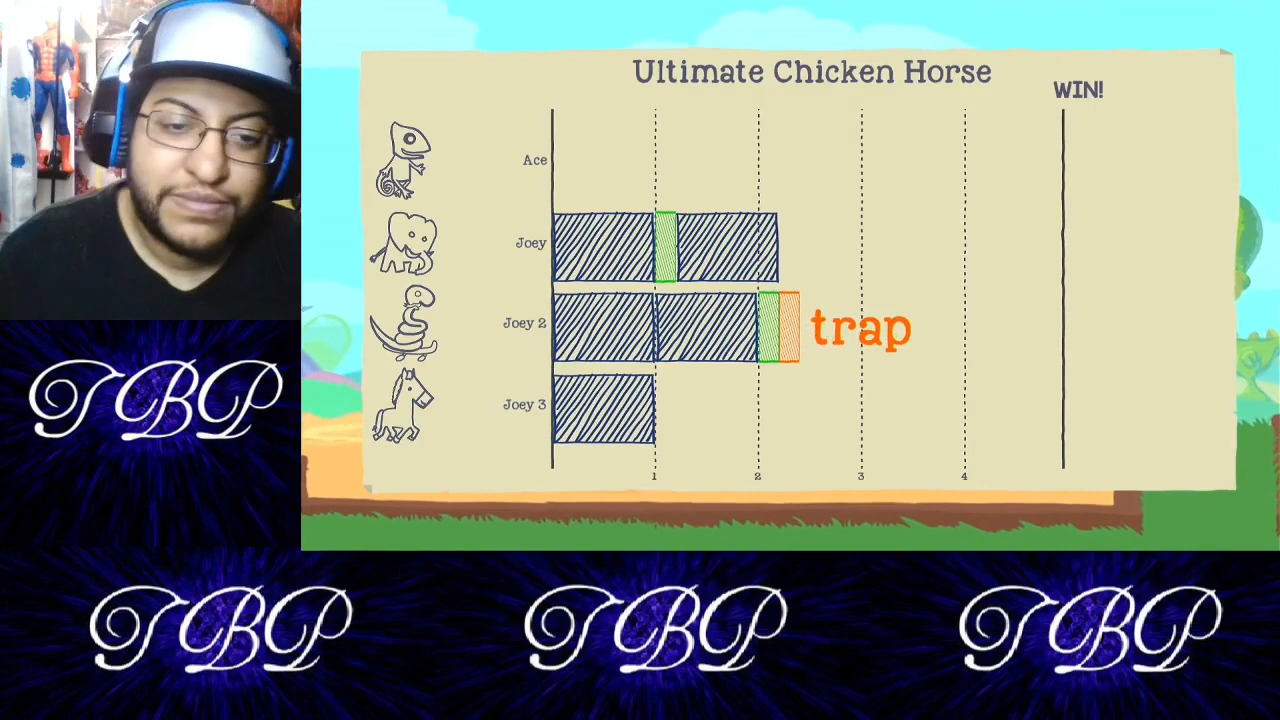 Ultimate Chicken Horse
WIN!
Ace
Joey
Joey 2
trap
Joey 3
1
2
3
4
TBP
TBP
TBP
TBP